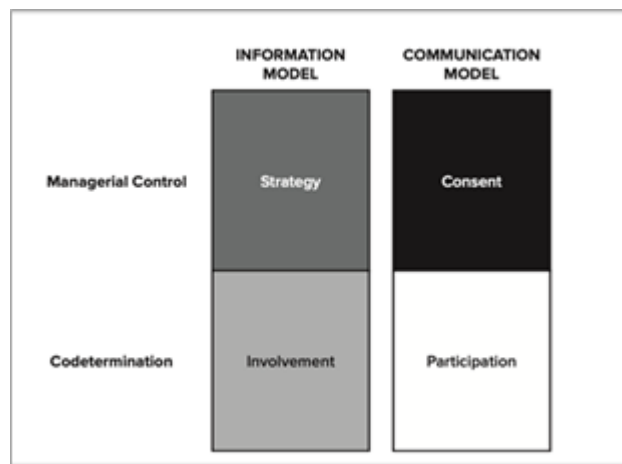 INFORMATION
MODEL
COMMUNICATION
MODEL
Managerial Control
Strategy
Consent
Codetermination
Involvement
Participation